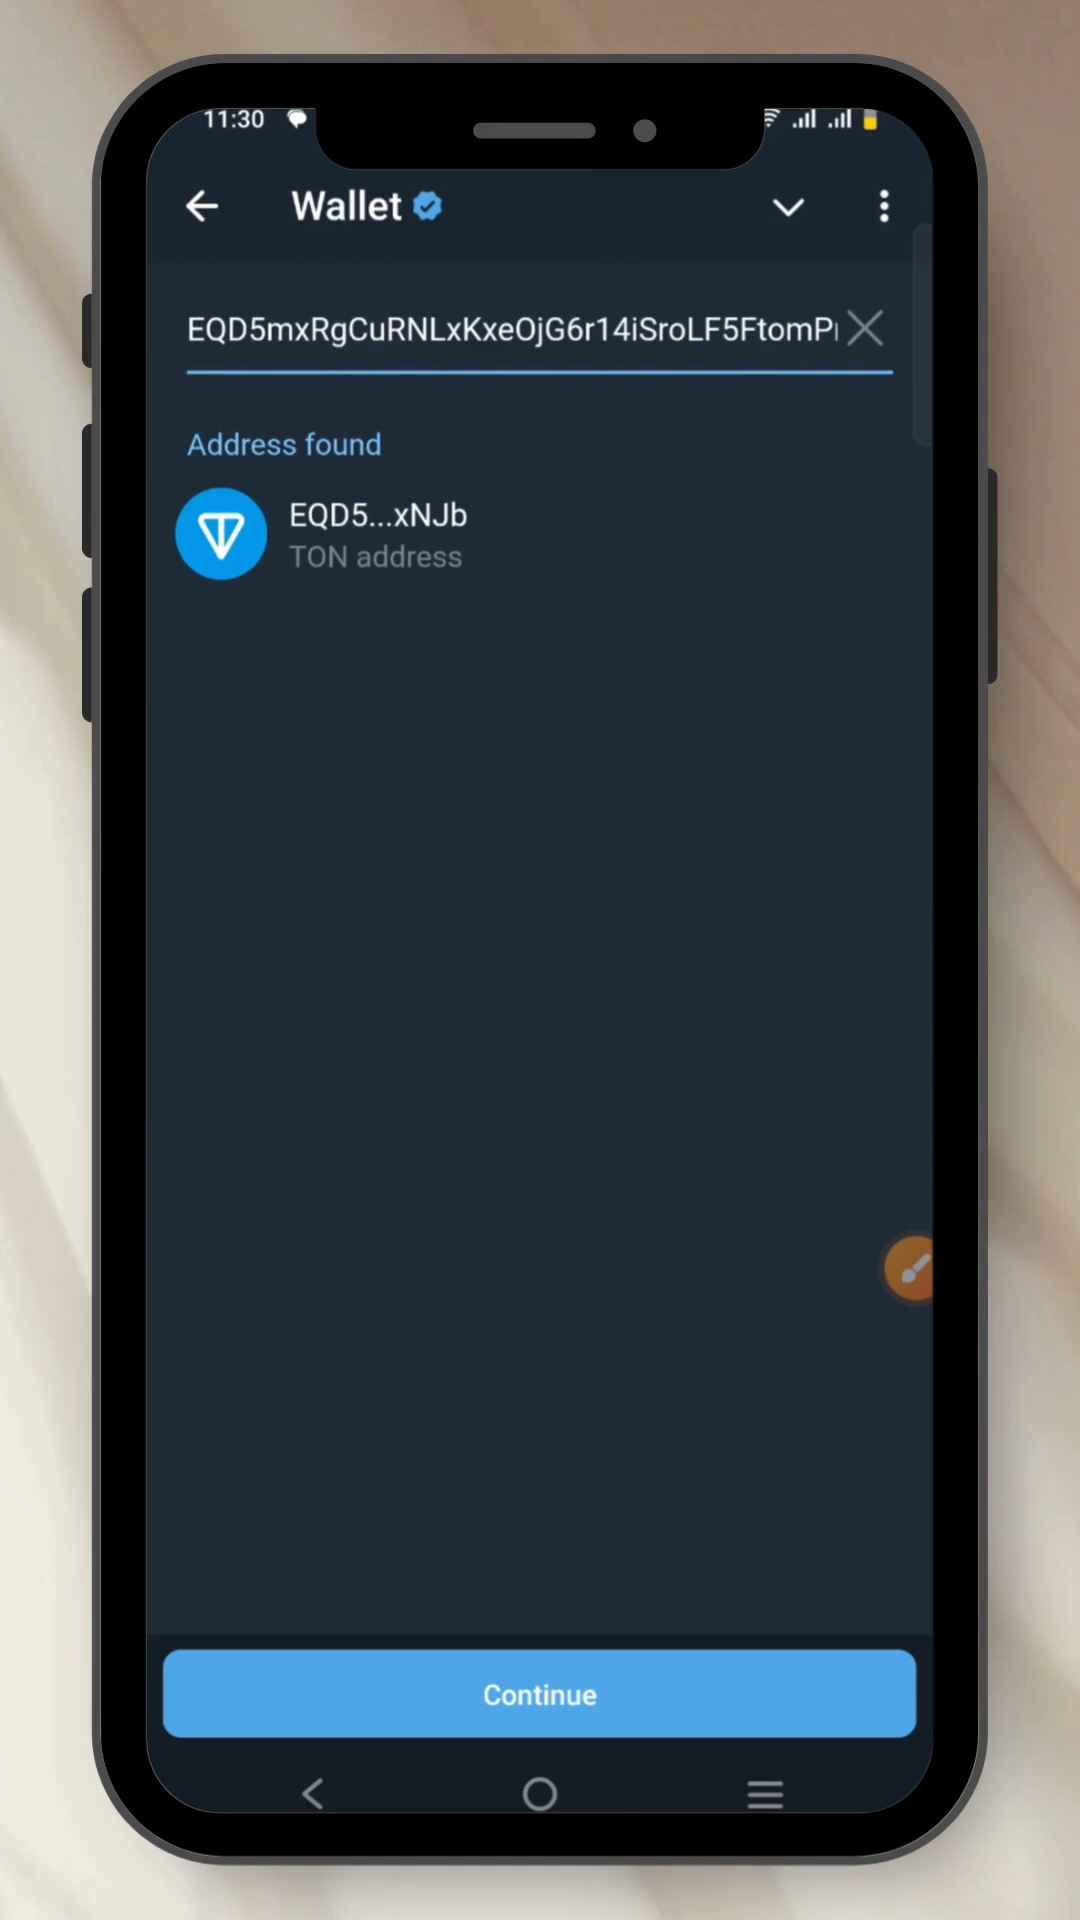 11:30
Wallet
EQD5mxRgCuRNLxKxeOjG6r14iSroLF5FtomP
Address found
EQD5...xNJb
TON address
Continue